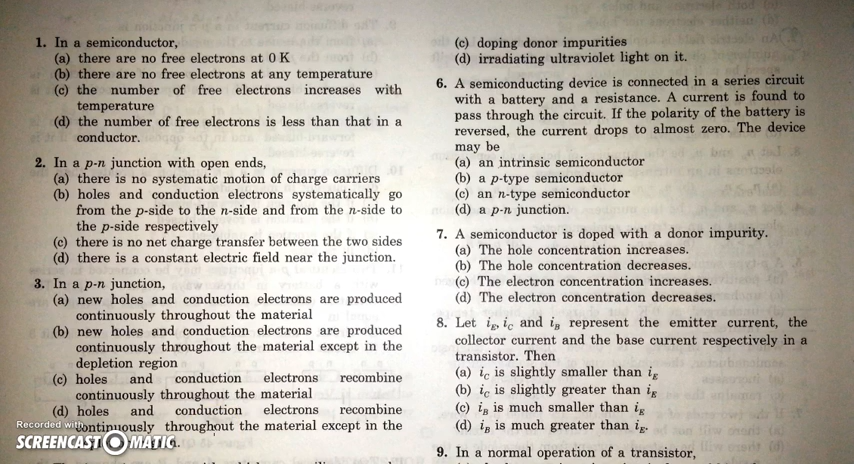 1. In a semiconductor,
(a) there are no free electrons at 0 K
(b) there are no free electrons at any temperature
(c) the number of free electrons increases with
temperature
(d) the number of free electrons is less than that in a
conductor.
2. In a p-n junction with open ends,
(a) there is no systematic motion of charge carriers
(b) holes and conduction electrons systematically go
from the p-side to the n-side and from the n-side to
the p-side respectively
(c) there is no net charge transfer between the two sides
(d) there is a constant electric field near the junction.
3. In a p-n junction,
(a) new holes and conduction electrons are produced
continuously throughout the material
(b) new holes and conduction electrons are produced
continuously throughout the material except in the
depletion region
(c) holes and conduction electrons recombine
continuously throughout the material
(d) holes and conduction electrons recombine
continuously throughout the material except in the
Recorded with
SCREENCAST O MATIC
(c) doping donor impurities
(d) irradiating ultraviolet light on it.
6. A semiconducting device is connected in a series circuit
with a battery and a resistance. A current is found to
pass through the circuit. If the polarity of the battery is
reversed, the current drops to almost zero. The device
may be
(a) an intrinsic semiconductor
(b) a p-type semiconductor
(c) an n-type semiconductor
(d) a p-n junction.
7. A semiconductor is doped with a donor impurity.
(a) The hole concentration increases.
(b) The hole concentration decreases.
(c) The electron concentration increases.
(d) The electron concentration decreases.
8. Let iE, iC and iB represent the emitter current, the
collector current and the base current respectively in a
transistor. Then
(a) iC is slightly smaller than iE
(b) iC is slightly greater than iE
(c) iB is much smaller than iE
(d) iB is much greater than iE.
9. In a normal operation of a transistor,